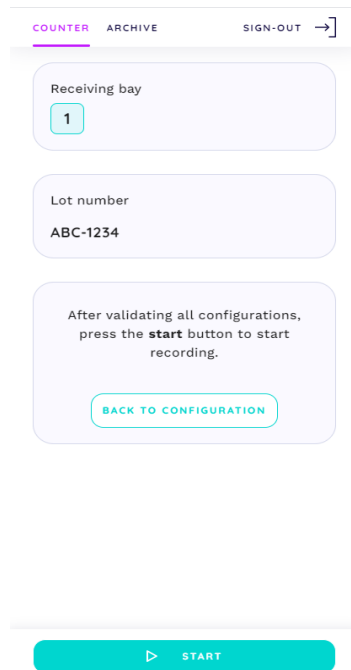 COUNTER ARCHIVE SIGN-OUT
Receiving bay
1
Lot number
ABC-1234
After validating all configurations,
press the start button to start
recording.
BACK TO CONFIGURATION
START